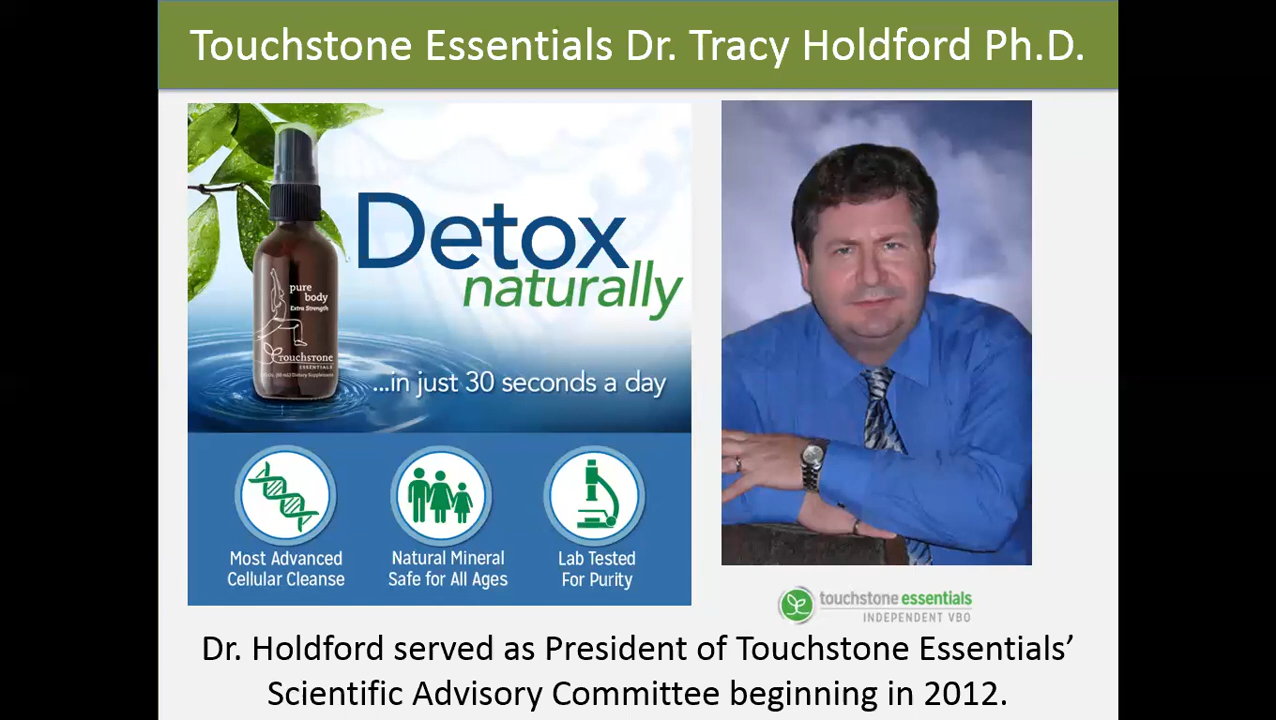 Touchstone Essentials Dr. Tracy Holdford Ph.D.
Detox
naturally
...in just 30 seconds a day
pure
body
Extra Strength
Touchstone
ESSENTIALS
Most Advanced
Cellular Cleanse
Natural Mineral
Safe for All Ages
Lab Tested
For Purity
touchstone essentials
INDEPENDENT VBO
Dr. Holdford served as President of Touchstone Essentials’
Scientific Advisory Committee beginning in 2012.